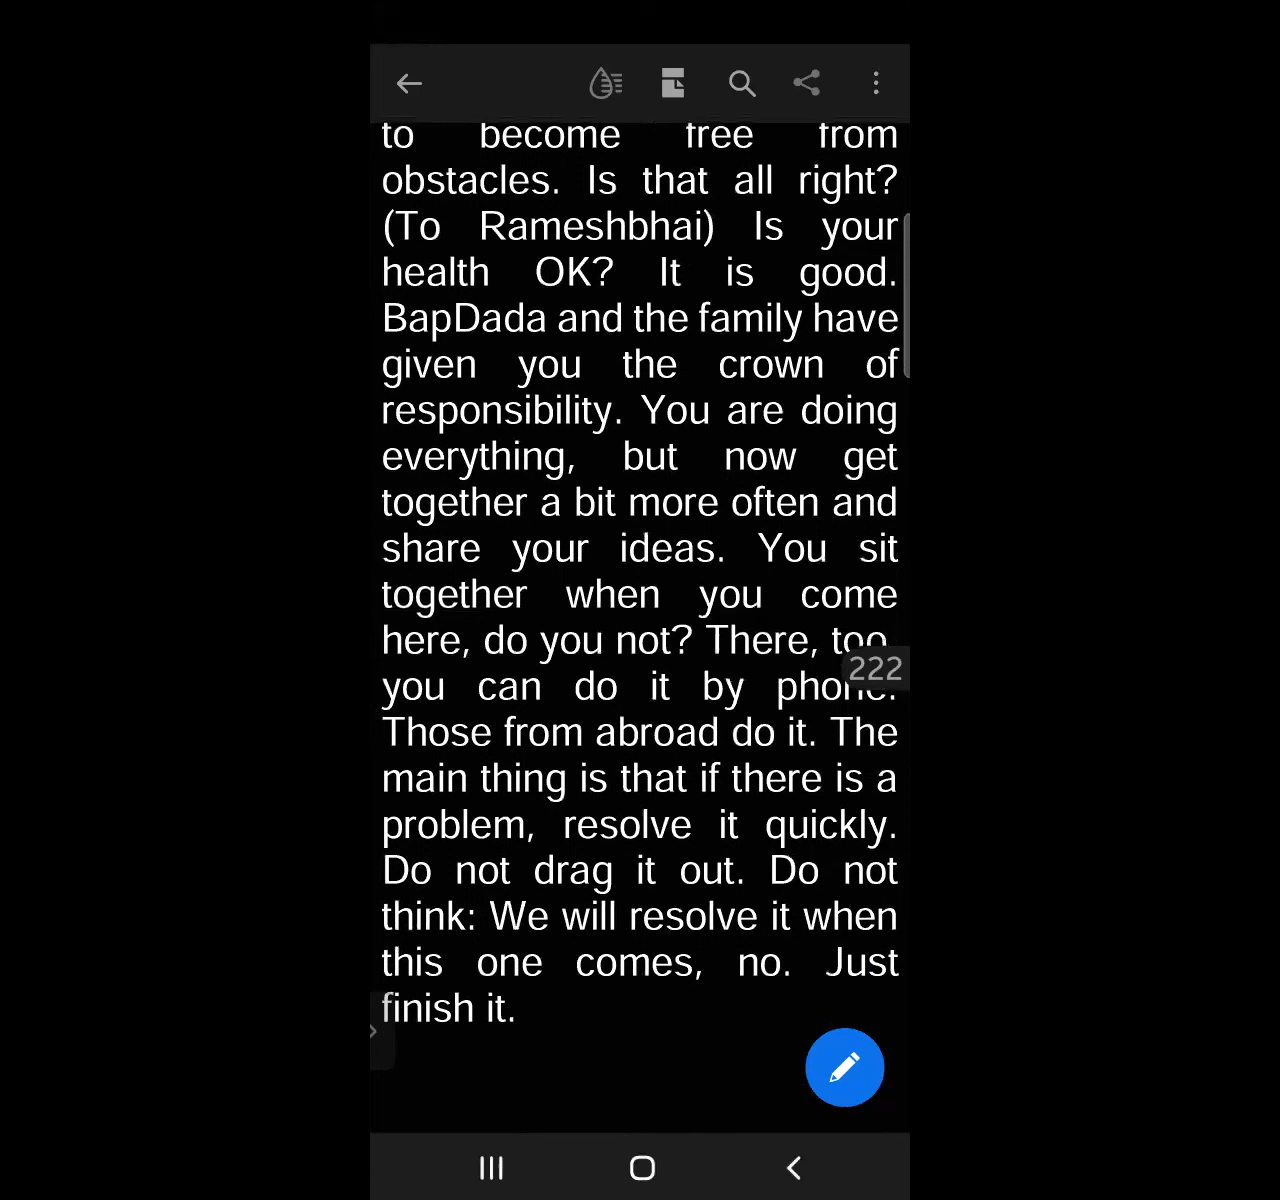 to become free from
obstacles. Is that all right?
(To Rameshbhai) Is your
health OK? It is good.
BapDada and the family have
given you the crown of
responsibility. You are doing
everything, but now get
together a bit more often and
share your ideas. You sit
together when you come
here, do you not? There, too,
222
you can do it by phone.
Those from abroad do it. The
main thing is that if there is a
problem, resolve it quickly.
Do not drag it out. Do not
think: We will resolve it when
this one comes, no. Just
finish it.